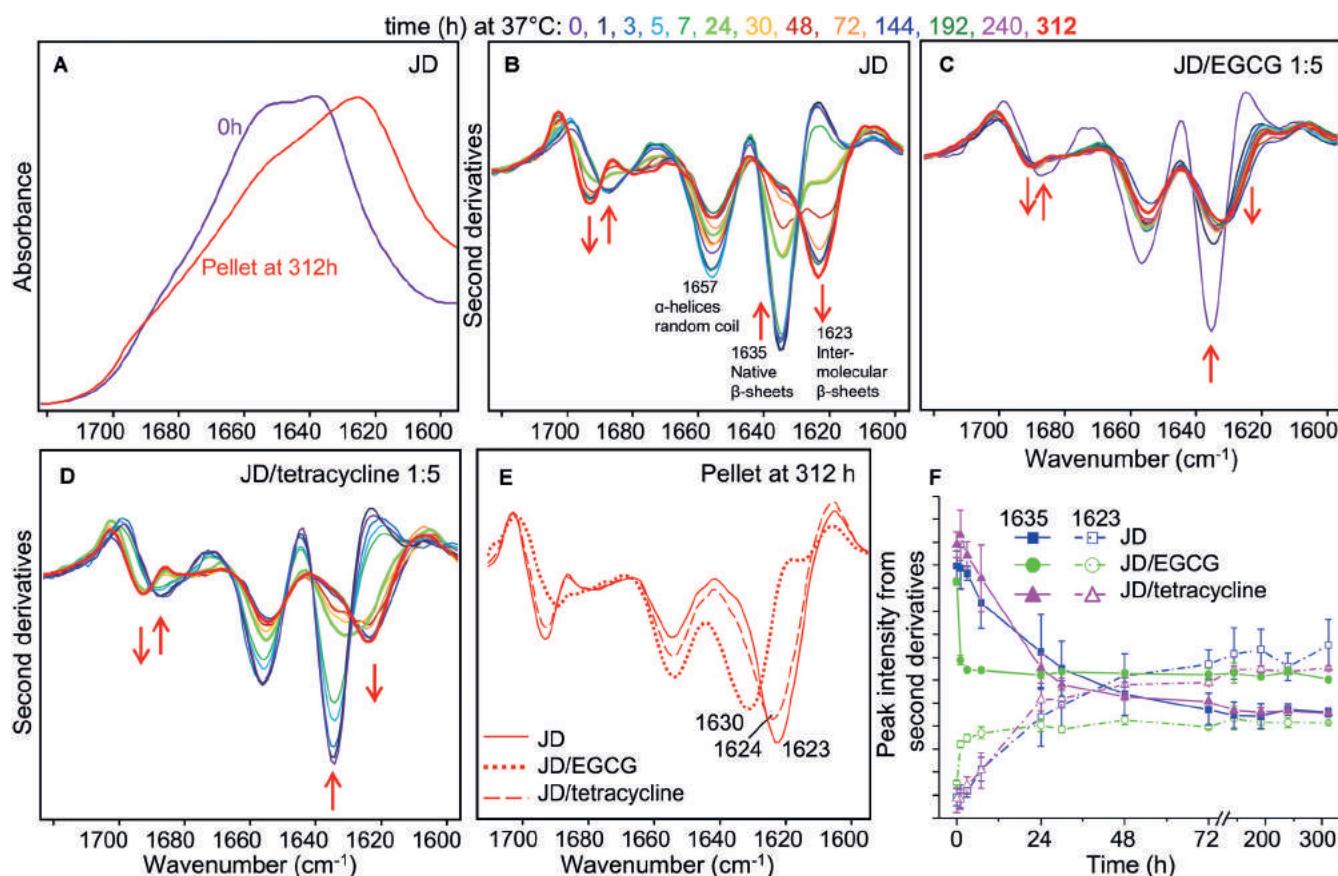 time (h) at 37°C: 0, 1, 3, 5, 7, 24, 30, 48, 72, 144, 192, 240, 312
A
JD
0h
Pellet at 312h
Absorbance
1700 1680 1660 1640 1620 1600
B
JD
Second derivatives
1657
α-helices
random coil
1635
Native
β-sheets
1623
Inter-
molecular
β-sheets
1700 1680 1660 1640 1620 1600
C
JD/EGCG 1:5
1700 1680 1660 1640 1620 1600
Wavenumber (cm⁻¹)
D
JD/tetracycline 1:5
Second derivatives
1700 1680 1660 1640 1620 1600
Wavenumber (cm⁻¹)
E
Pellet at 312 h
1630
1624
1623
JD
JD/EGCG
JD/tetracycline
1700 1680 1660 1640 1620 1600
Wavenumber (cm⁻¹)
F
1635 1623
JD
JD/EGCG
JD/tetracycline
Peak intensity from
second derivatives
0 24 48 72 200 300
Time (h)